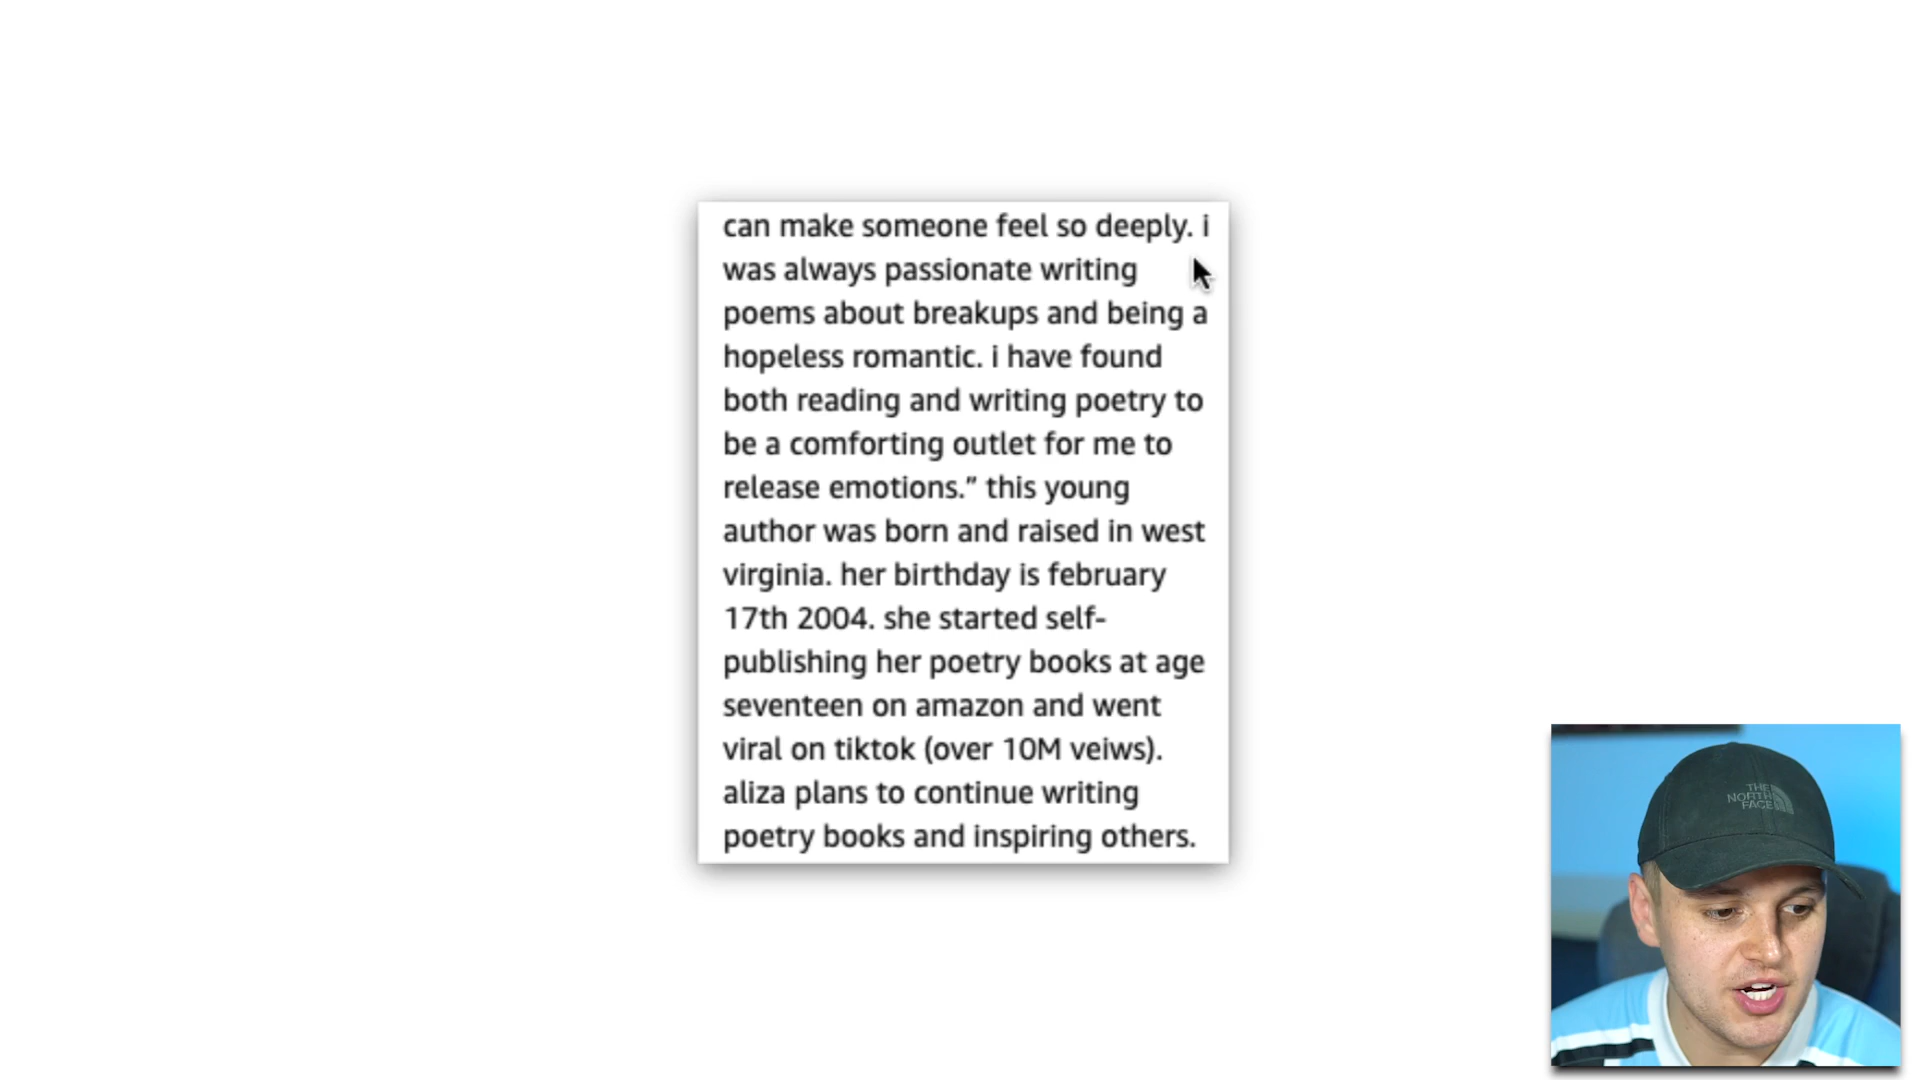 can make someone feel so deeply. i
was always passionate writing
poems about breakups and being a
hopeless romantic. i have found
both reading and writing poetry to
be a comforting outlet for me to
release emotions.” this young
author was born and raised in west
virginia. her birthday is february
17th 2004. she started self-
publishing her poetry books at age
seventeen on amazon and went
viral on tiktok (over 10M veiws).
aliza plans to continue writing
poetry books and inspiring others.
THE
NORTH
FACE